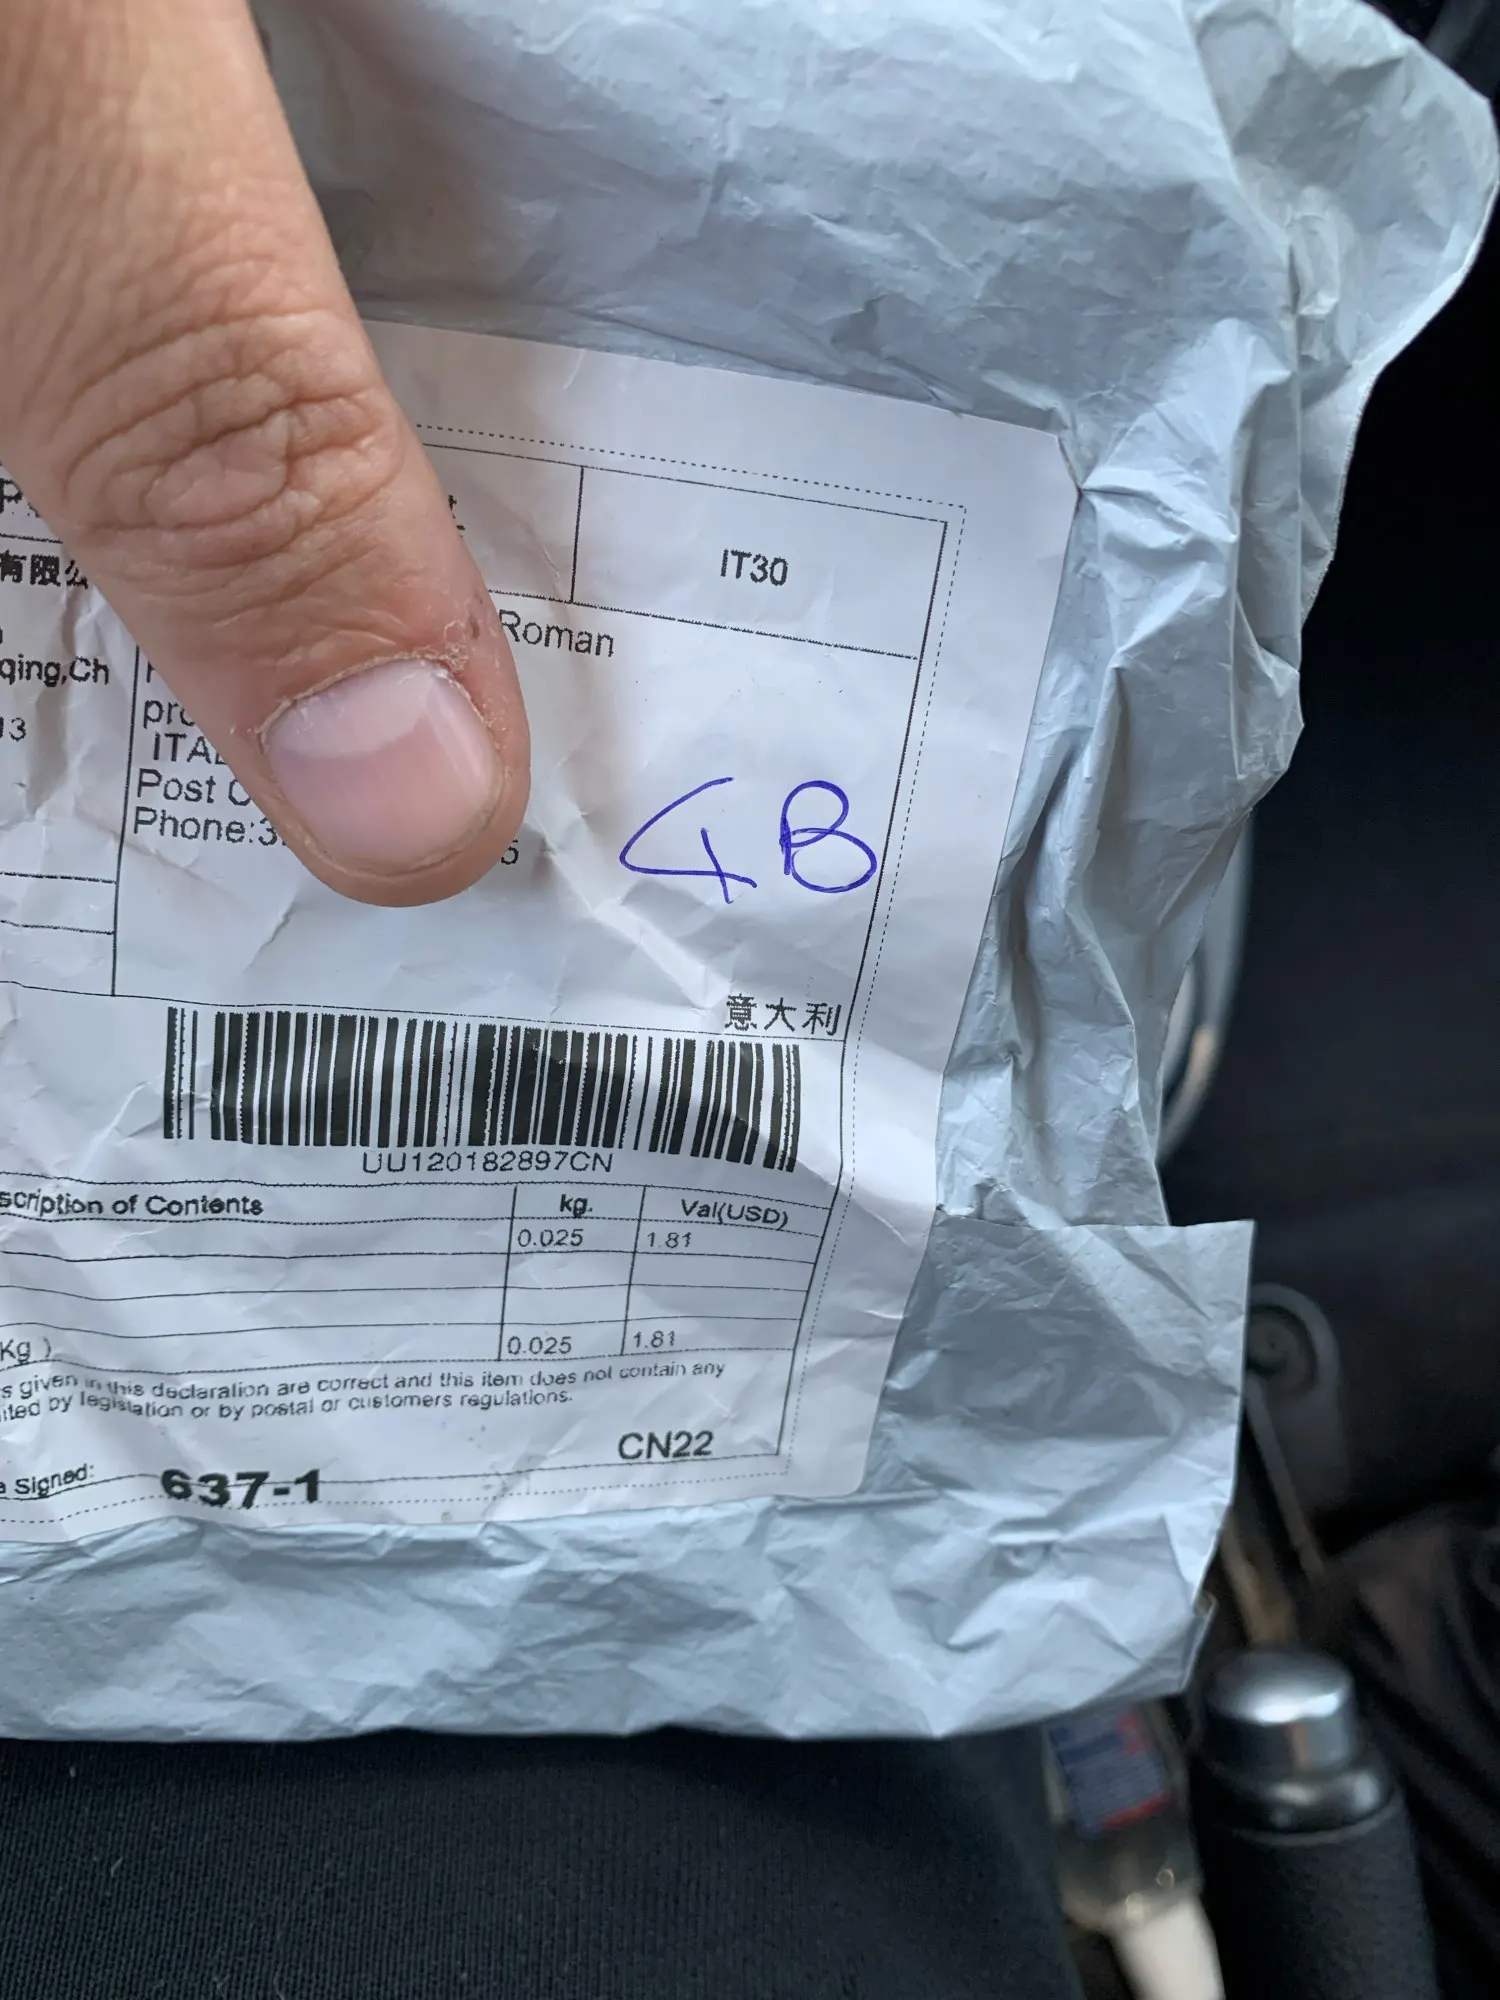 IT30
有限公
Roman
qing,Ch
13
Post
Phone:3
5
4B
意大利
UU120182897CN
scription of Contents kg. Val(USD)
0.025 1.81
Kg ) 0.025 1.81
s given in this declaration are correct and this item does not contain any
ited by legislation or by postal or customers regulations.
CN22
e Signed: 637-1